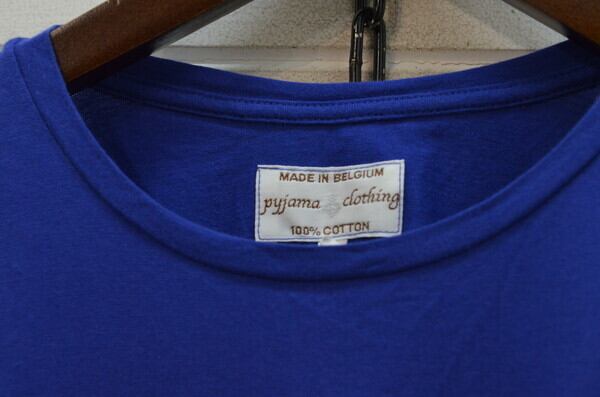 MADE IN BELGIUM
pyjama clothing
100% COTTON